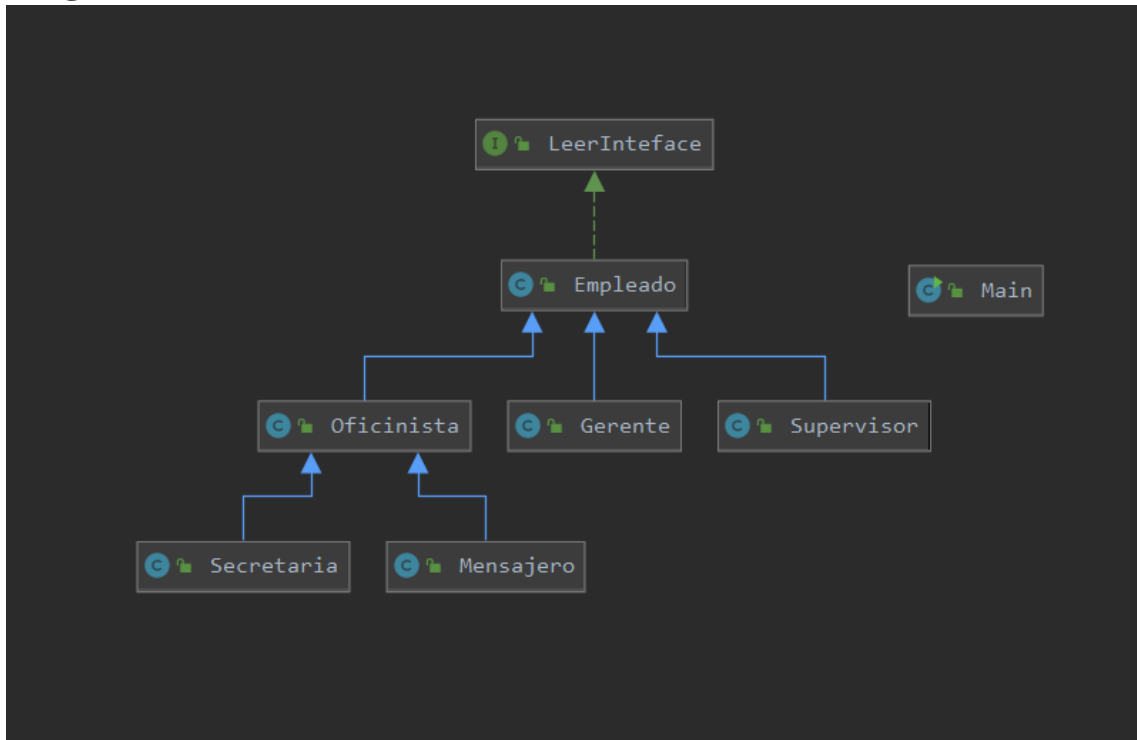 I LeerInteface
C Empleado
C Main
C Oficinista
C Gerente
C Supervisor
C Secretaria
C Mensajero